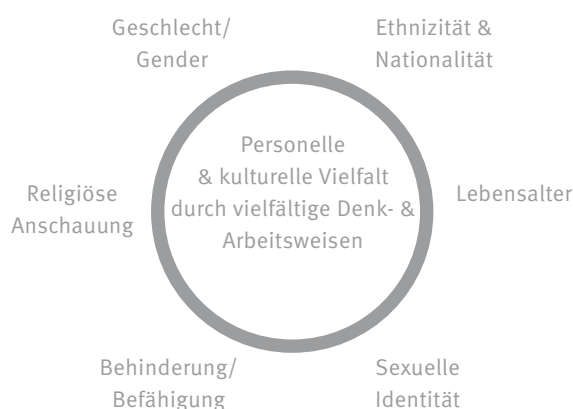 Geschlecht/
Gender
Ethnizität &
Nationalität
Personelle
& kulturelle Vielfalt
durch vielfältige Denk- &
Arbeitsweisen
Religiöse
Anschauung
Lebensalter
Behinderung/
Befähigung
Sexuelle
Identität